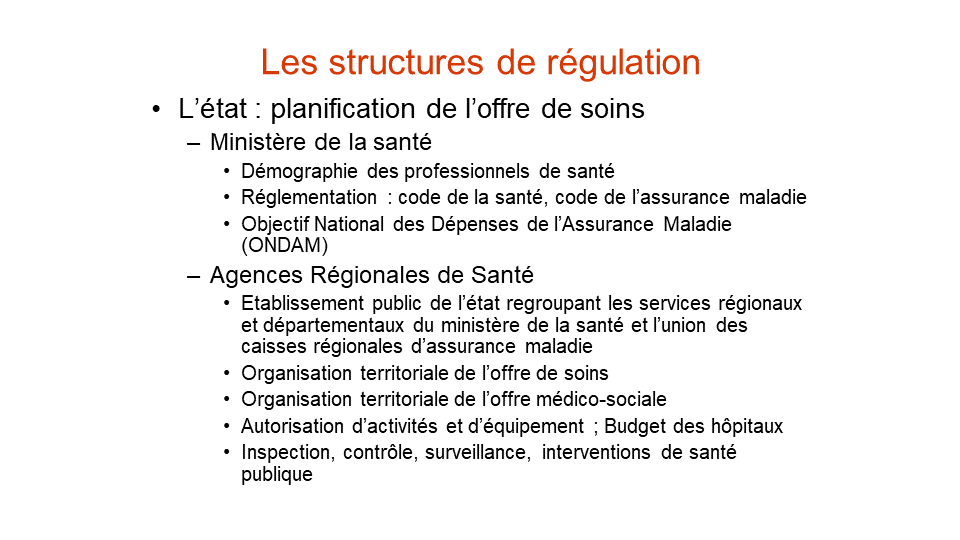 Les structures de régulation
• L’état : planification de l’offre de soins
– Ministère de la santé
• Démographie des professionnels de santé
• Réglementation : code de la santé, code de l’assurance maladie
• Objectif National des Dépenses de l’Assurance Maladie
(ONDAM)
– Agences Régionales de Santé
• Etablissement public de l’état regroupant les services régionaux
et départementaux du ministère de la santé et l’union des
caisses régionales d’assurance maladie
• Organisation territoriale de l’offre de soins
• Organisation territoriale de l’offre médico-sociale
• Autorisation d’activités et d’équipement ; Budget des hôpitaux
• Inspection, contrôle, surveillance, interventions de santé
publique